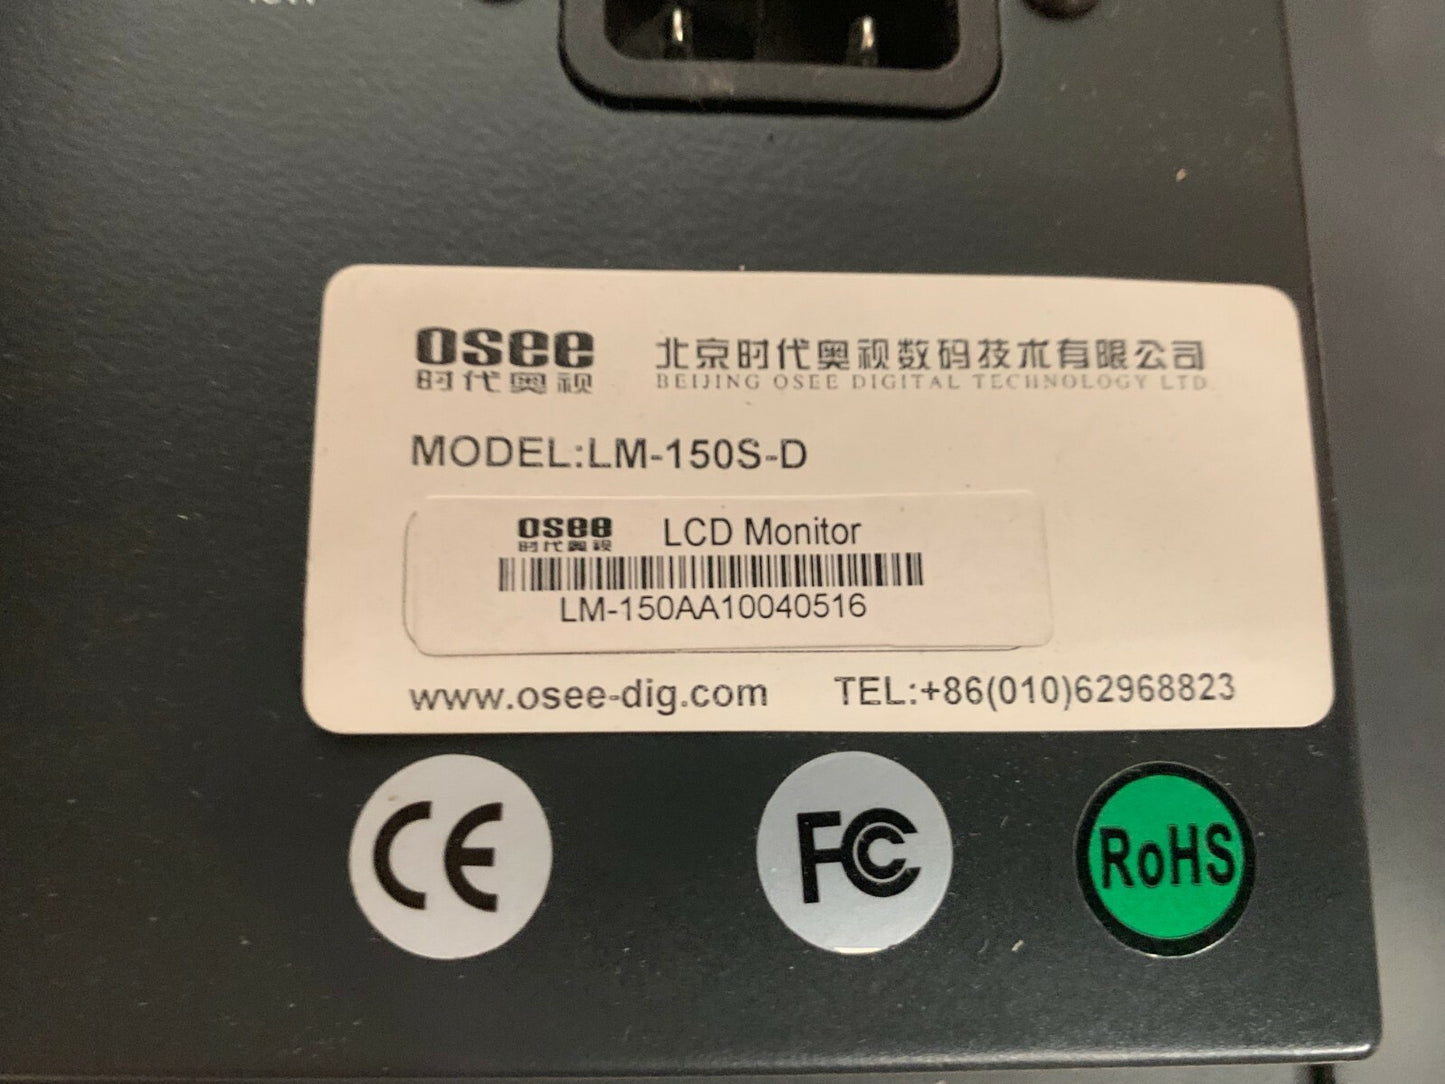 osee
时代奥视
北京时代奥视数码技术有限公司
BEIJING OSEE DIGITAL TECHNOLOGY LTD.
MODEL:LM-150S-D
osee LCD Monitor
时代奥视
LM-150AA10040516
www.osee-dig.com TEL:+86(010)62968823
CE FC RoHS